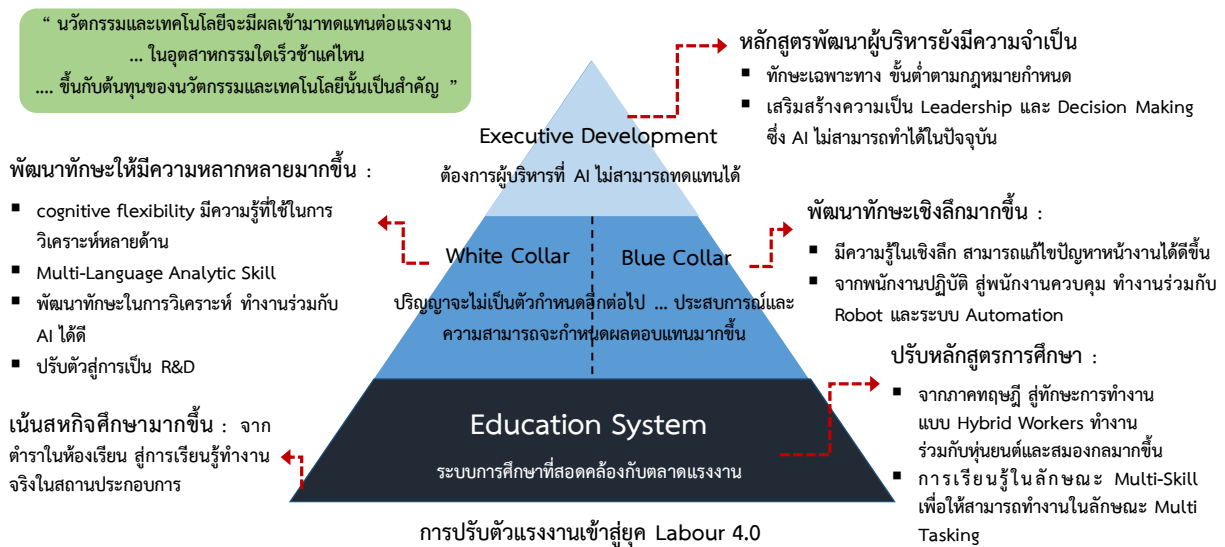 “ นวัตกรรมและเทคโนโลยีจะมีผลเข้ามาทดแทนต่อแรงงาน
... ในอุตสาหกรรมใดเร็วช้าแค่ไหน
.... ขึ้นกับต้นทุนของนวัตกรรมและเทคโนโลยีนั้นเป็นสำคัญ ”
หลักสูตรพัฒนาผู้บริหารยังมีความจำเป็น
▪ ทักษะเฉพาะทาง ขั้นต่ำตามกฎหมายกำหนด
▪ เสริมสร้างความเป็น Leadership และ Decision Making
ซึ่ง AI ไม่สามารถทำได้ในปัจจุบัน
Executive Development
ต้องการผู้บริหารที่ AI ไม่สามารถทดแทนได้
พัฒนาทักษะให้มีความหลากหลายมากขึ้น :
▪ cognitive flexibility มีความรู้ที่ใช้ในการ
วิเคราะห์หลายด้าน
▪ Multi-Language Analytic Skill
▪ พัฒนาทักษะในการวิเคราะห์ ทำงานร่วมกับ
AI ได้ดี
▪ ปรับตัวสู่การเป็น R&D
White Collar
Blue Collar
ปริญญาจะไม่เป็นตัวกำหนดอีกต่อไป ... ประสบการณ์และ
ความสามารถจะกำหนดผลตอบแทนมากขึ้น
พัฒนาทักษะเชิงลึกมากขึ้น :
▪ มีความรู้ในเชิงลึก สามารถแก้ไขปัญหาหน้างานได้ดีขึ้น
▪ จากพนักงานปฏิบัติ สู่พนักงานควบคุม ทำงานร่วมกับ
Robot และระบบ Automation
เน้นสหกิจศึกษามากขึ้น : จาก
ตำราในห้องเรียน สู่การเรียนรู้ทำงาน
จริงในสถานประกอบการ
Education System
ระบบการศึกษาที่สอดคล้องกับตลาดแรงงาน
ปรับหลักสูตรการศึกษา :
▪ จากภาคทฤษฎี สู่ทักษะการทำงาน
แบบ Hybrid Workers ทำงาน
ร่วมกับหุ่นยนต์และสมองกลมากขึ้น
▪ การเรียนรู้ในลักษณะ Multi-Skill
เพื่อให้สามารถทำงานในลักษณะ Multi
Tasking
การปรับตัวแรงงานเข้าสู่ยุค Labour 4.0